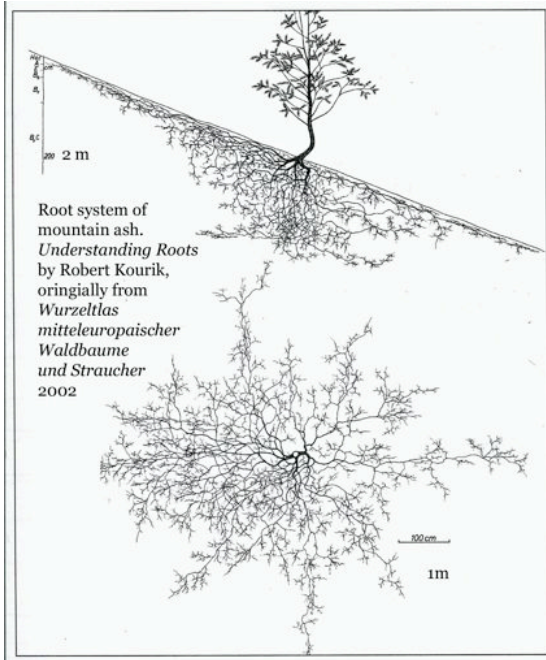 200
2 m
Root system of
mountain ash.
Understanding Roots
by Robert Kourik,
oringially from
Wurzeltlas
mitteleuropaischer
Waldbaume
und Straucher
2002
100 cm
1m